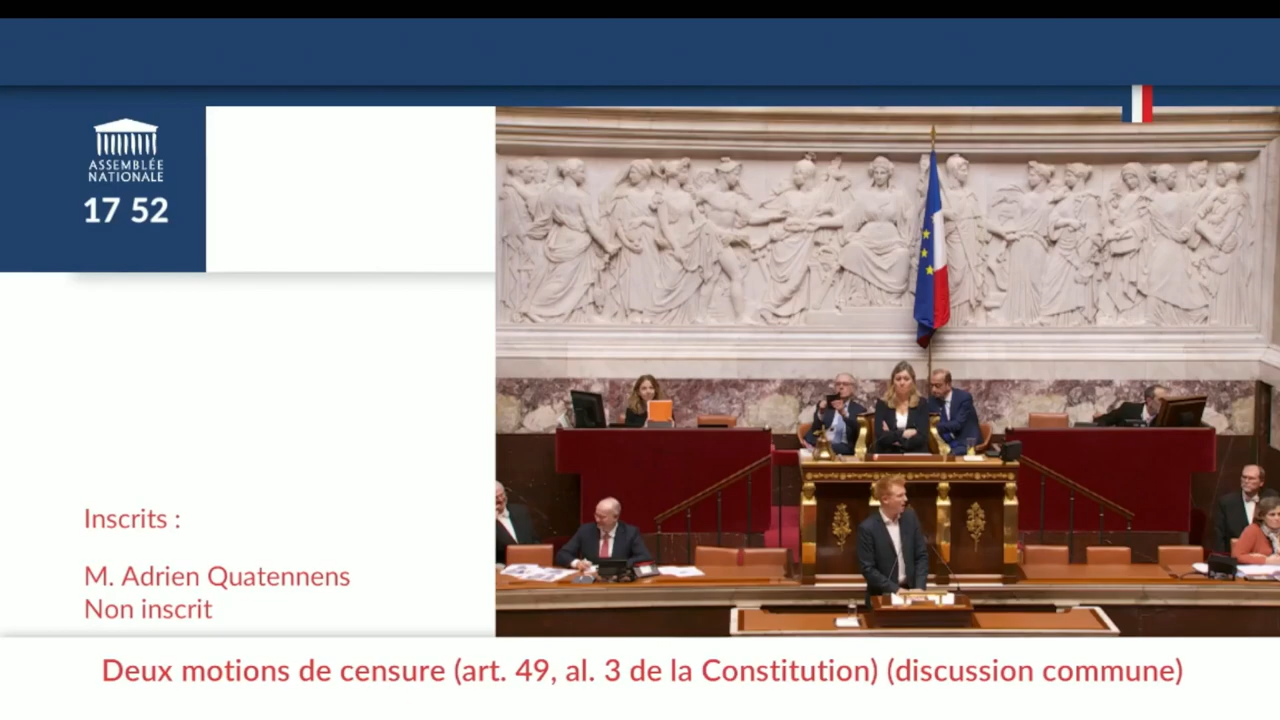 ASSEMBLÉE
NATIONALE
17 52
Inscrits :
M. Adrien Quatennens
Non inscrit
Deux motions de censure (art. 49, al. 3 de la Constitution) (discussion commune)